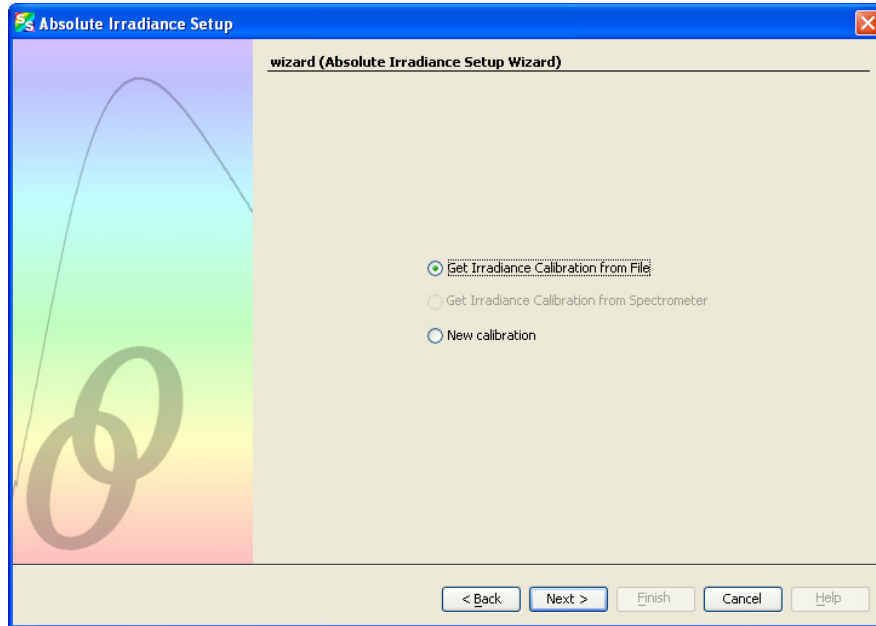 Absolute Irradiance Setup
wizard (Absolute Irradiance Setup Wizard)
Get Irradiance Calibration from File
Get Irradiance Calibration from Spectrometer
New calibration
< Back Next > Finish Cancel Help